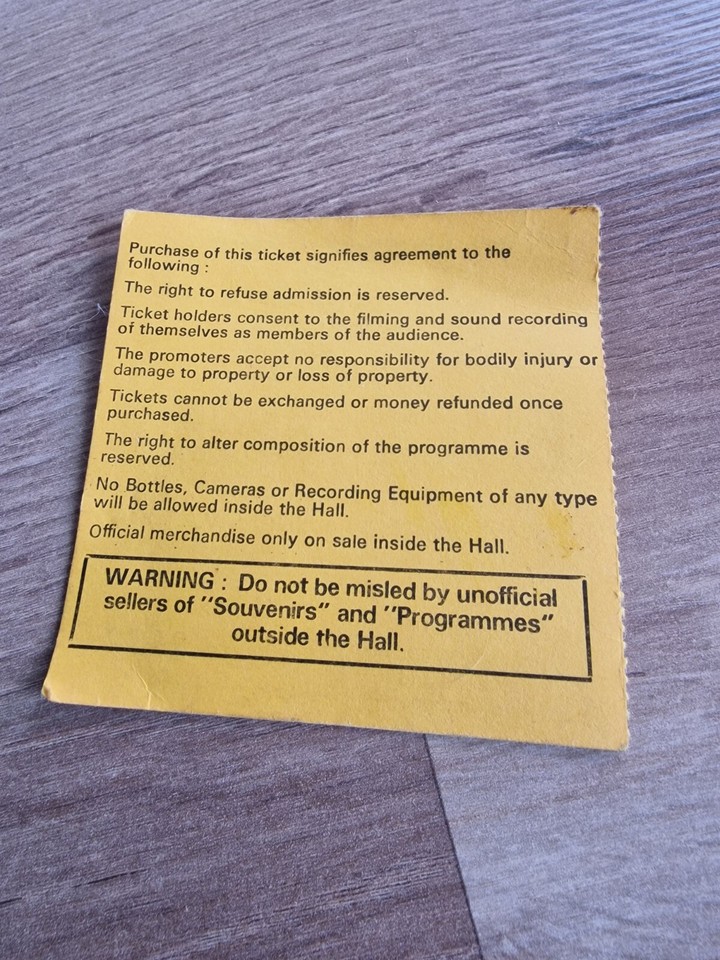 Purchase of this ticket signifies agreement to the
following :
The right to refuse admission is reserved.
Ticket holders consent to the filming and sound recording
of themselves as members of the audience.
The promoters accept no responsibility for bodily injury or
damage to property or loss of property.
Tickets cannot be exchanged or money refunded once
purchased.
The right to alter composition of the programme is
reserved.
No Bottles, Cameras or Recording Equipment of any type
will be allowed inside the Hall.
Official merchandise only on sale inside the Hall.
WARNING : Do not be misled by unofficial
sellers of "Souvenirs" and "Programmes"
outside the Hall.